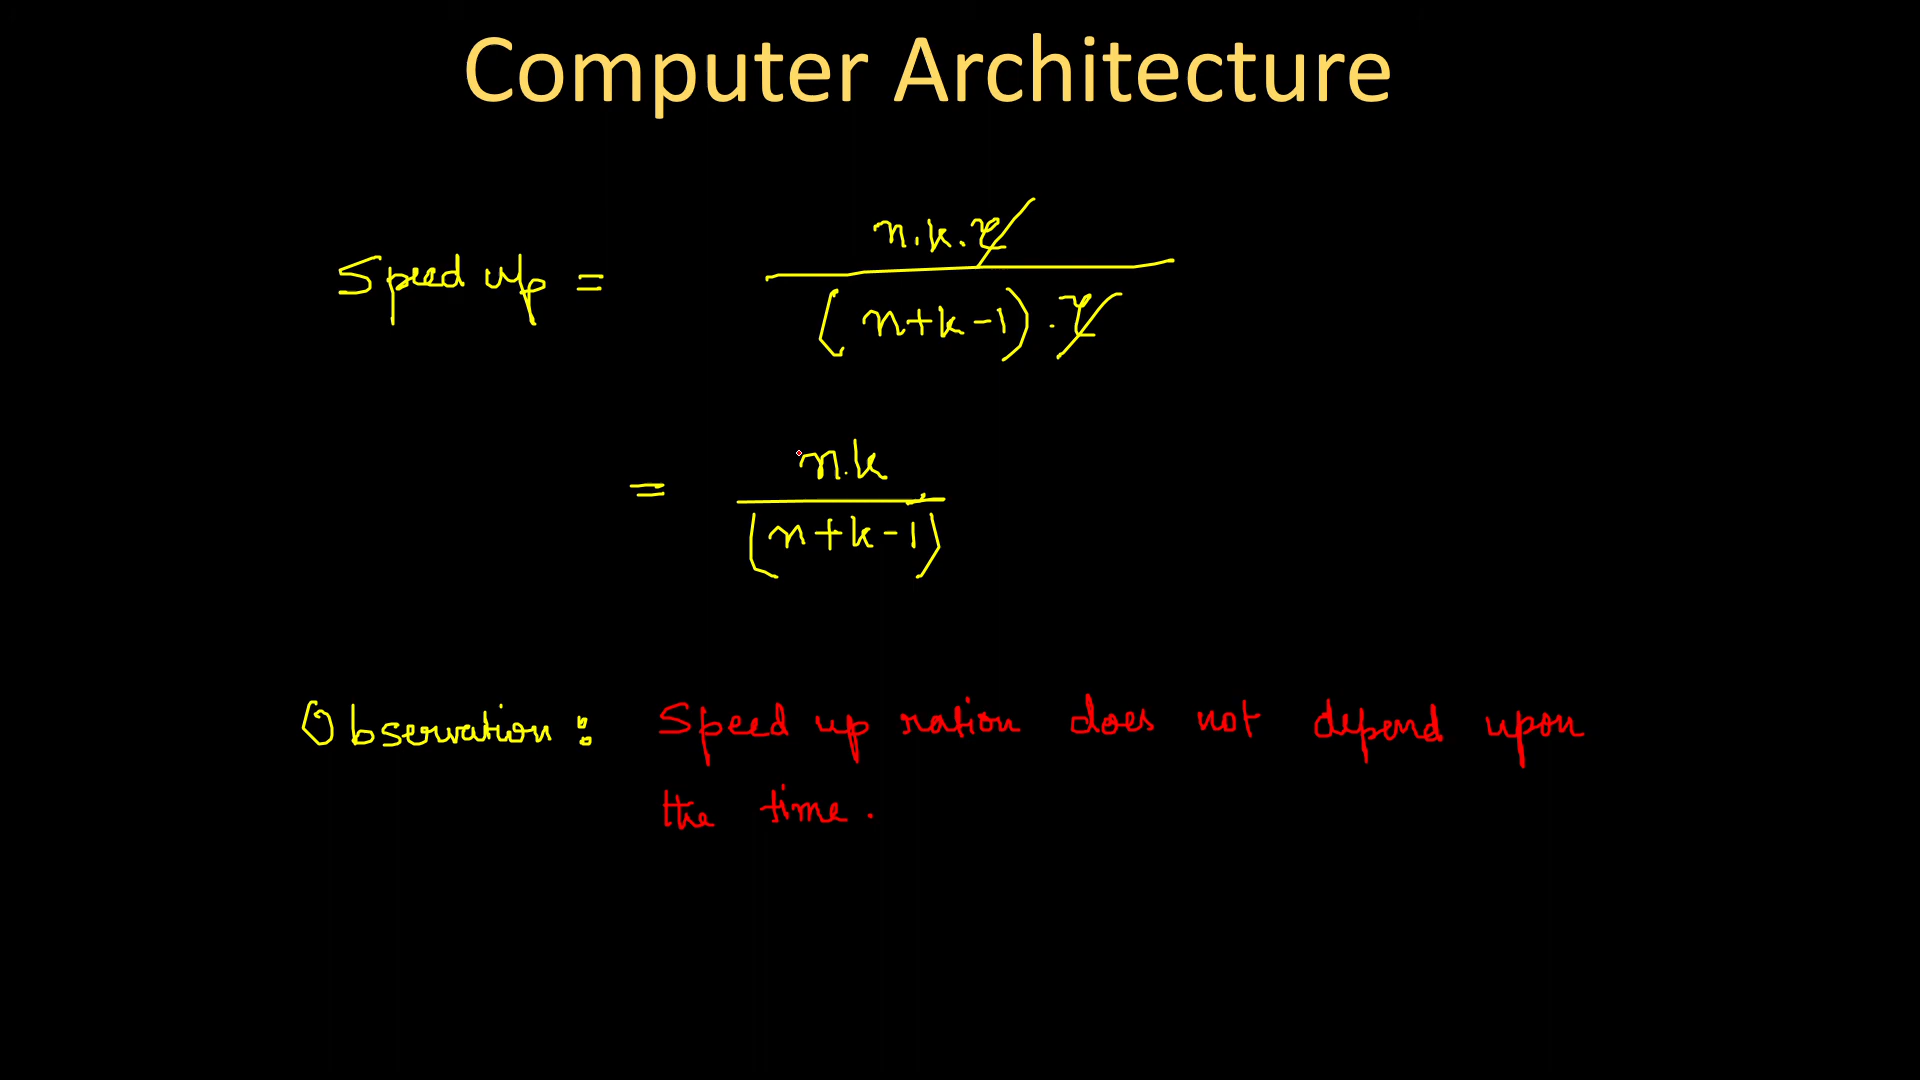 Computer Architecture
Speed up = n.k.τ / (n+k-1).τ
= n.k / (n+k-1)
Observation: Speed up ration does not depend upon
the time.